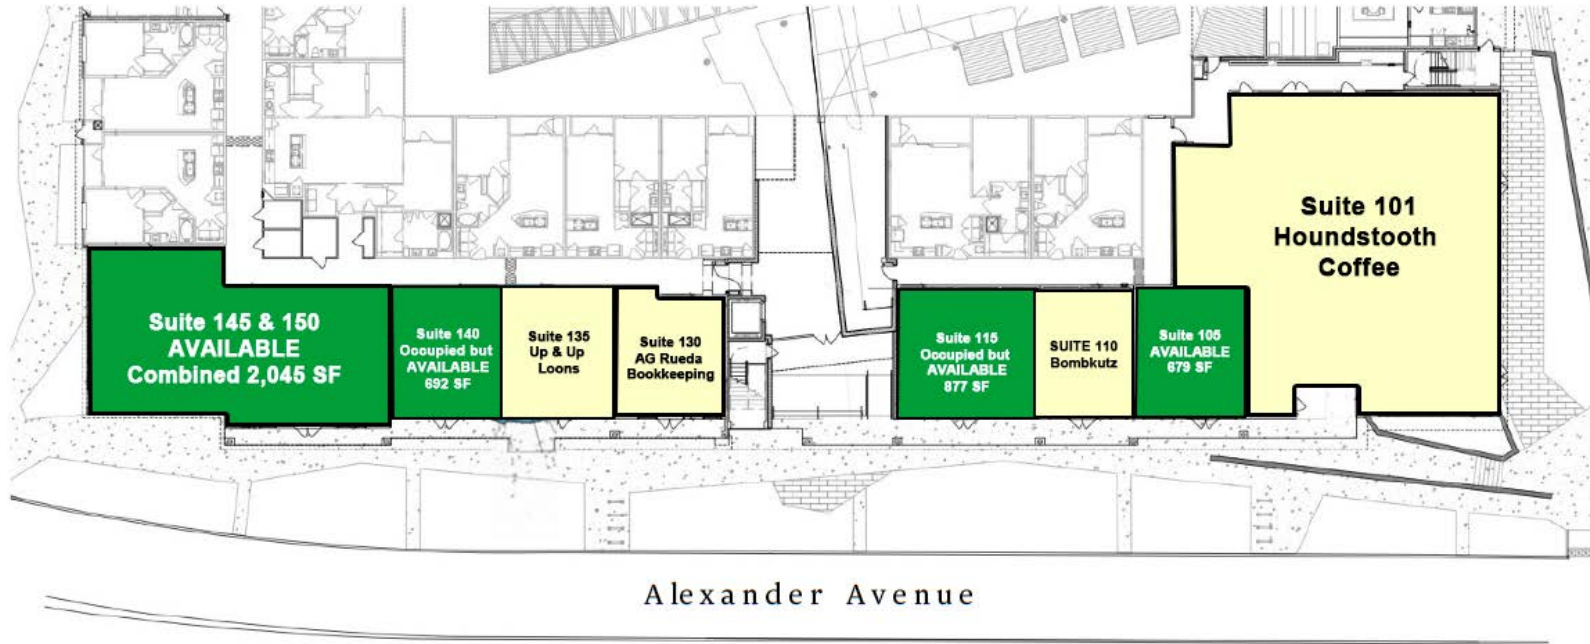 Suite 145 & 150
AVAILABLE
Combined 2,045 SF
Suite 140
Occupied but
AVAILABLE
692 SF
Suite 135
Up & Up
Loons
Suite 130
AG Rueda
Bookkeeping
Suite 115
Occupied but
AVAILABLE
877 SF
SUITE 110
Bombkutz
Suite 105
AVAILABLE
679 SF
Suite 101
Houndstooth
Coffee
Alexander Avenue